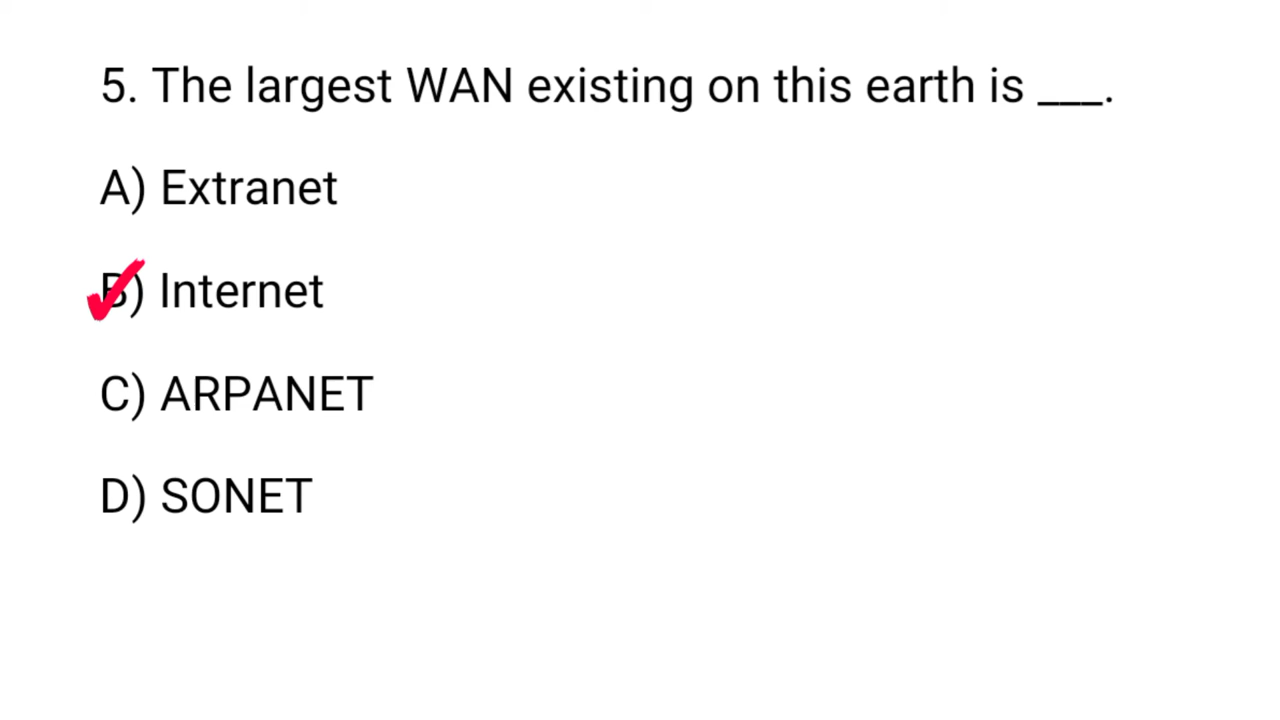 5. The largest WAN existing on this earth is ___.
A) Extranet
B) Internet
C) ARPANET
D) SONET